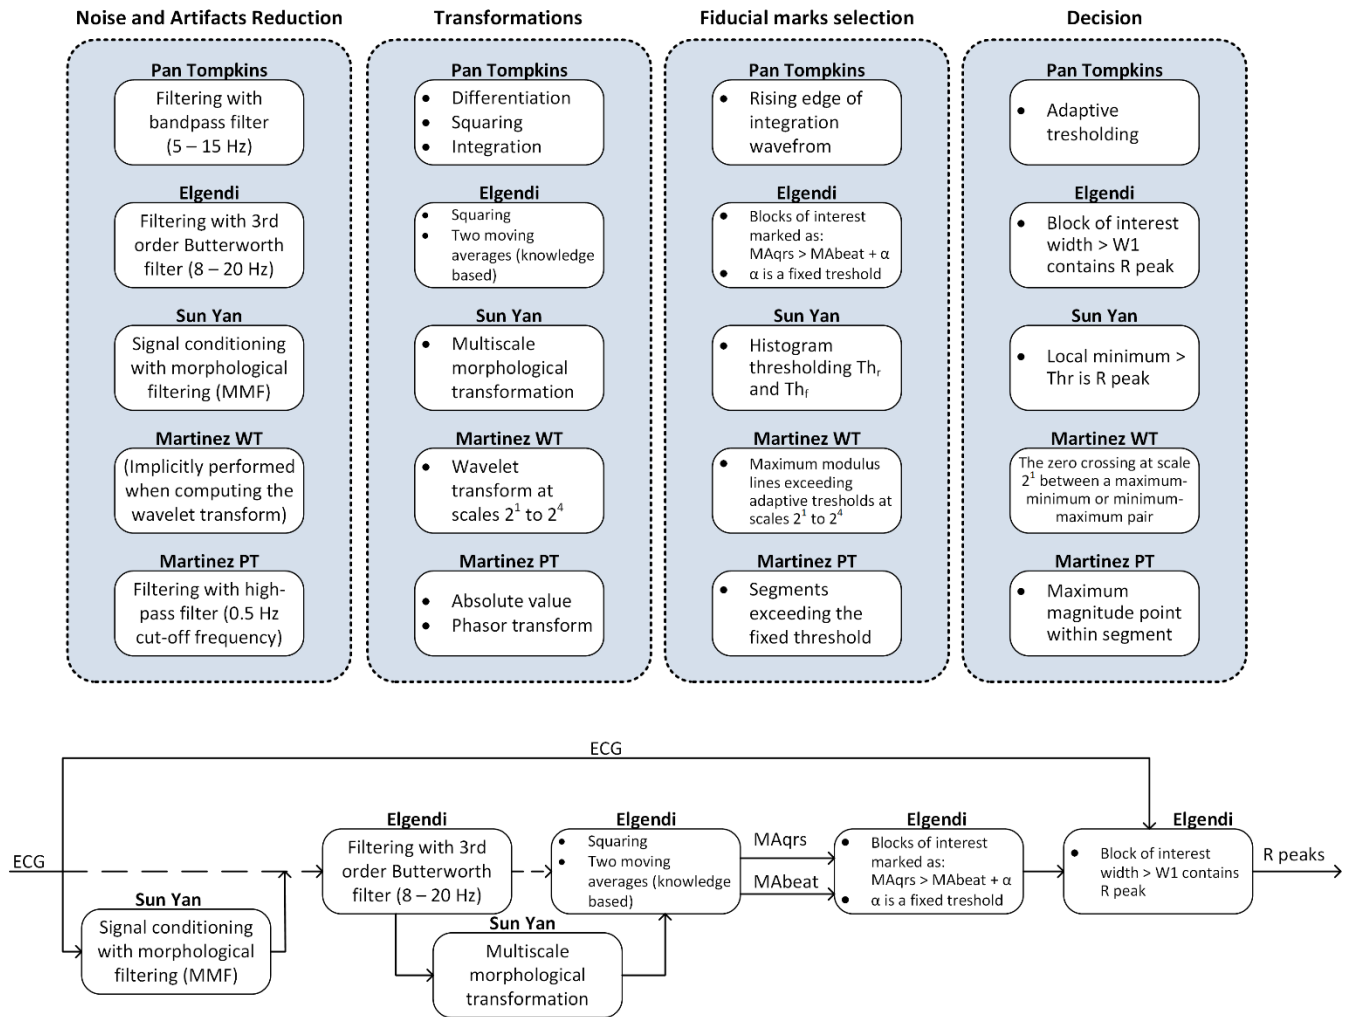 Noise and Artifacts Reduction
Pan Tompkins
Filtering with
bandpass filter
(5 – 15 Hz)
Elgendi
Filtering with 3rd
order Butterworth
filter (8 – 20 Hz)
Sun Yan
Signal conditioning
with morphological
filtering (MMF)
Martinez WT
(Implicitly performed
when computing the
wavelet transform)
Martinez PT
Filtering with high-
pass filter (0.5 Hz
cut-off frequency)
Transformations
Pan Tompkins
● Differentiation
● Squaring
● Integration
Elgendi
● Squaring
● Two moving
averages (knowledge
based)
Sun Yan
● Multiscale
morphological
transformation
Martinez WT
● Wavelet
transform at
scales 2¹ to 2⁴
Martinez PT
● Absolute value
● Phasor transform
Fiducial marks selection
Pan Tompkins
● Rising edge of
integration
wavefrom
Elgendi
● Blocks of interest
marked as:
MAqrs > MAbeat + α
● α is a fixed treshold
Sun Yan
● Histogram
thresholding Thᵣ
and Th_f
Martinez WT
● Maximum modulus
lines exceeding
adaptive tresholds at
scales 2¹ to 2⁴
Martinez PT
● Segments
exceeding the
fixed threshold
Decision
Pan Tompkins
● Adaptive
tresholding
Elgendi
● Block of interest
width > W1
contains R peak
Sun Yan
● Local minimum >
Thr is R peak
Martinez WT
The zero crossing at scale
2¹ between a maximum-
minimum or minimum-
maximum pair
Martinez PT
● Maximum
magnitude point
within segment
ECG
ECG
Sun Yan
Signal conditioning
with morphological
filtering (MMF)
Elgendi
Filtering with 3rd
order Butterworth
filter (8 – 20 Hz)
Sun Yan
Multiscale
morphological
transformation
Elgendi
● Squaring
● Two moving
averages (knowledge
based)
MAqrs
MAbeat
Elgendi
● Blocks of interest
marked as:
MAqrs > MAbeat + α
● α is a fixed treshold
Elgendi
● Block of interest
width > W1 contains
R peak
R peaks